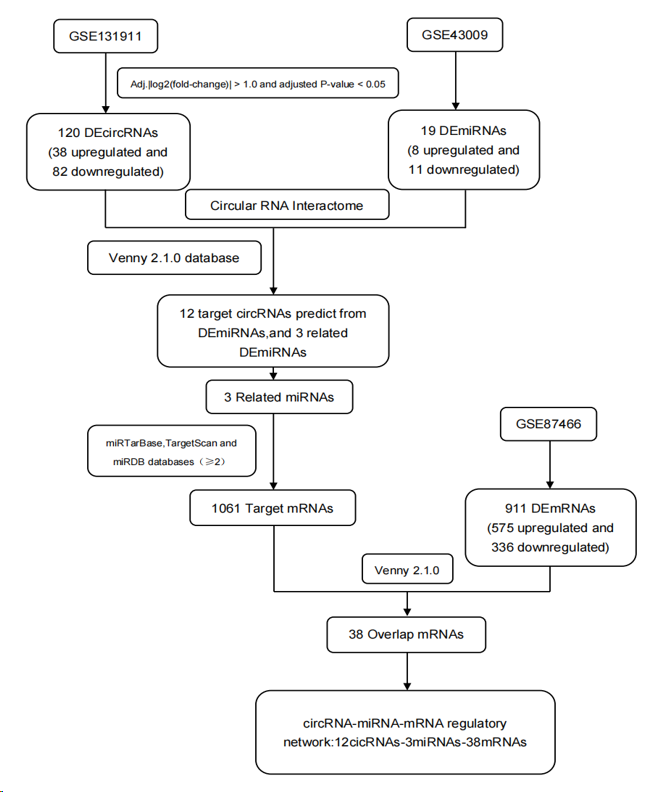 GSE131911
GSE43009
Adj.|log2(fold-change)| > 1.0 and adjusted P-value < 0.05
120 DEcircRNAs
(38 upregulated and
82 downregulated)
19 DEmiRNAs
(8 upregulated and
11 downregulated)
Circular RNA Interactome
Venny 2.1.0 database
12 target circRNAs predict from
DEmiRNAs,and 3 related
DEmiRNAs
3 Related miRNAs
GSE87466
miRTarBase,TargetScan and
miRDB databases（≥2）
1061 Target mRNAs
911 DEmRNAs
(575 upregulated and
336 downregulated)
Venny 2.1.0
38 Overlap mRNAs
circRNA-miRNA-mRNA regulatory
network:12cicRNAs-3miRNAs-38mRNAs